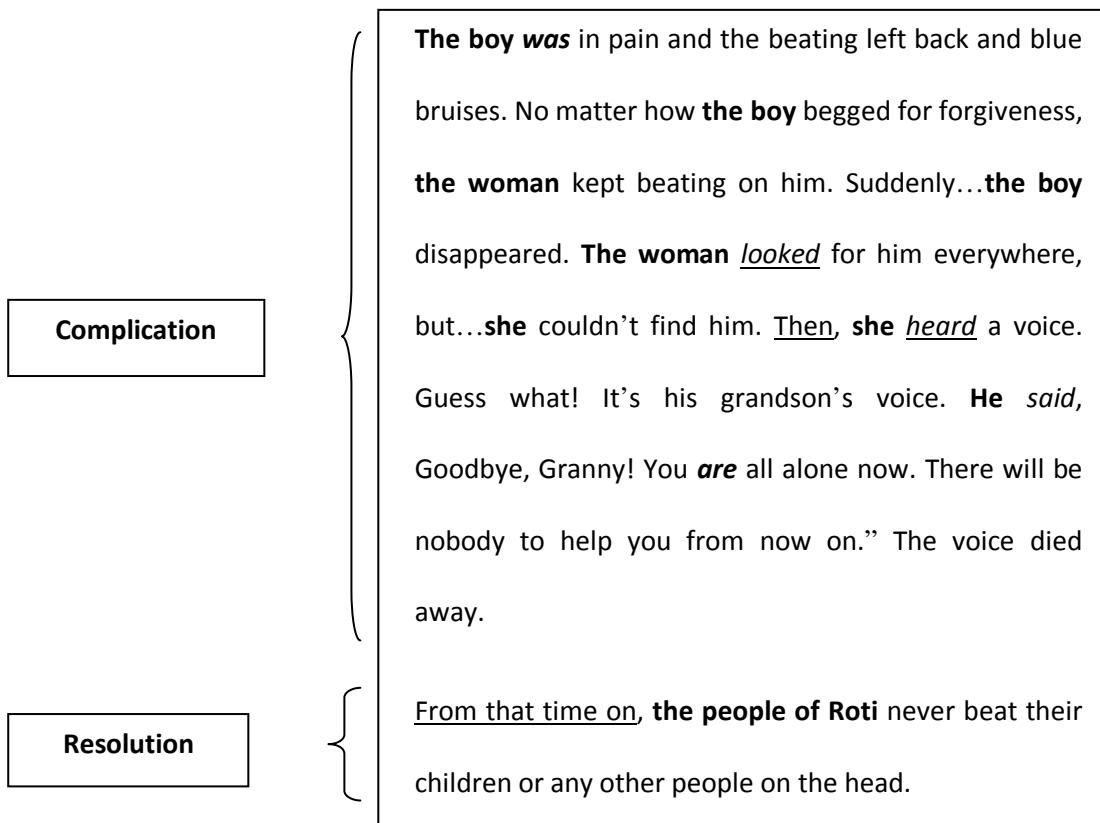 The boy was in pain and the beating left back and blue
bruises. No matter how the boy begged for forgiveness,
the woman kept beating on him. Suddenly…the boy
disappeared. The woman looked for him everywhere,
Complication
but…she couldn’t find him. Then, she heard a voice.
Guess what! It’s his grandson’s voice. He said,
Goodbye, Granny! You are all alone now. There will be
nobody to help you from now on.” The voice died
away.
Resolution
From that time on, the people of Roti never beat their
children or any other people on the head.